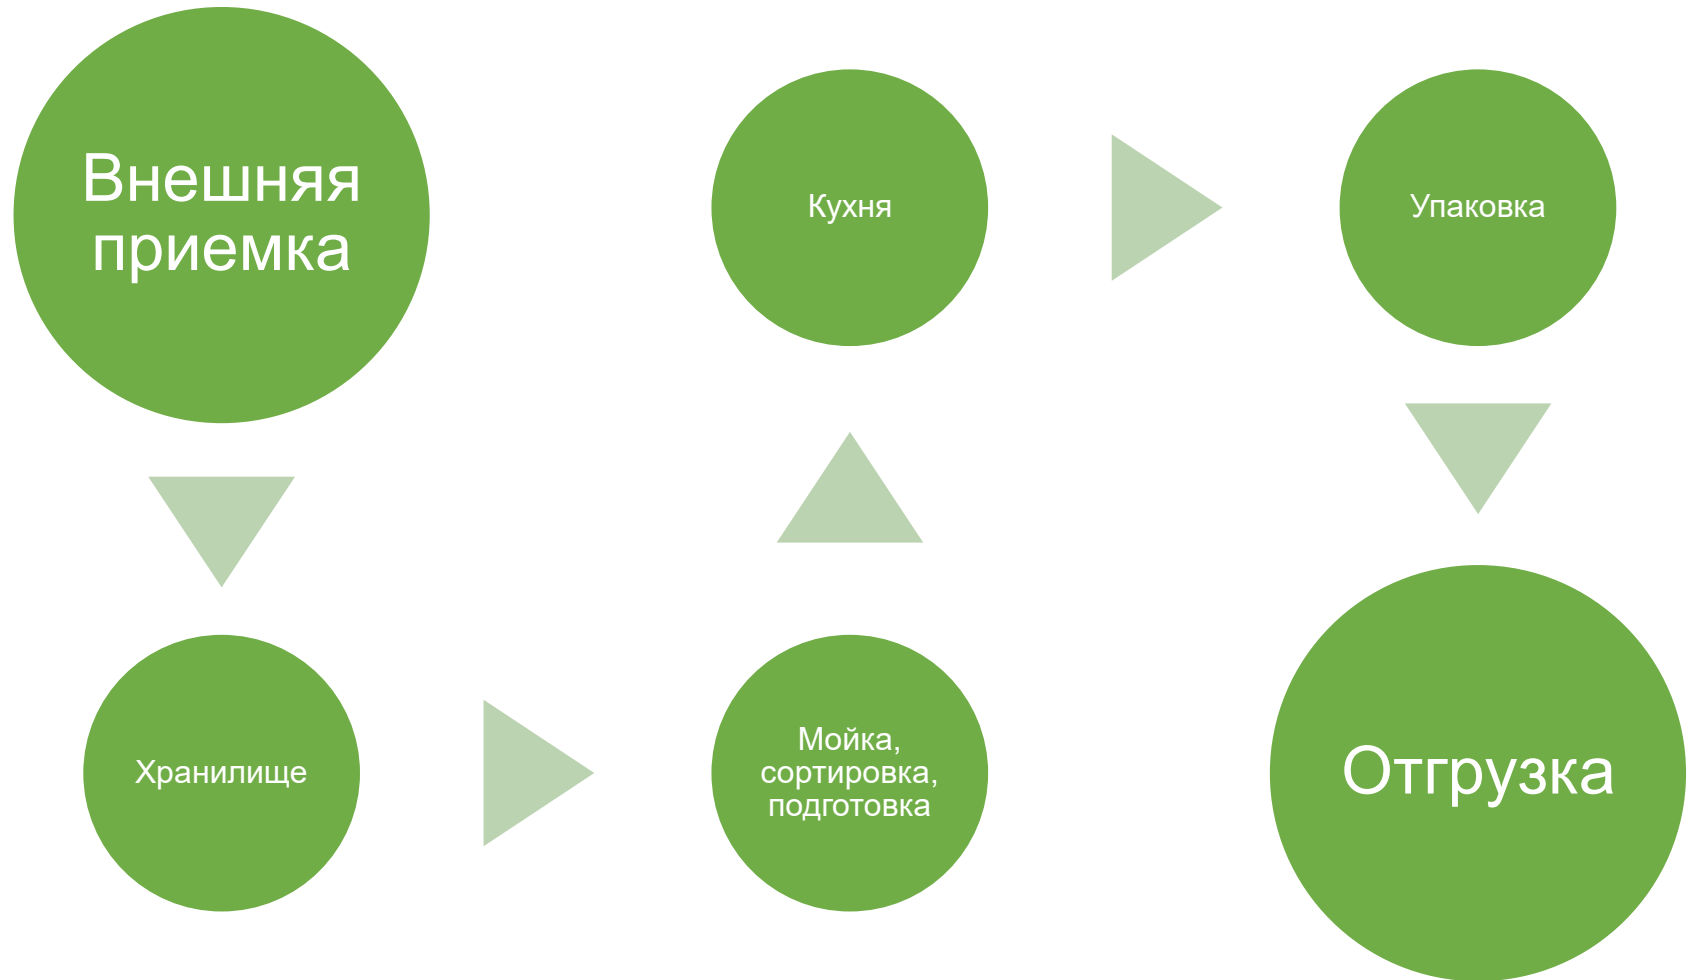 Внешняя
приемка
Хранилище
Мойка,
сортировка,
подготовка
Кухня
Упаковка
Отгрузка